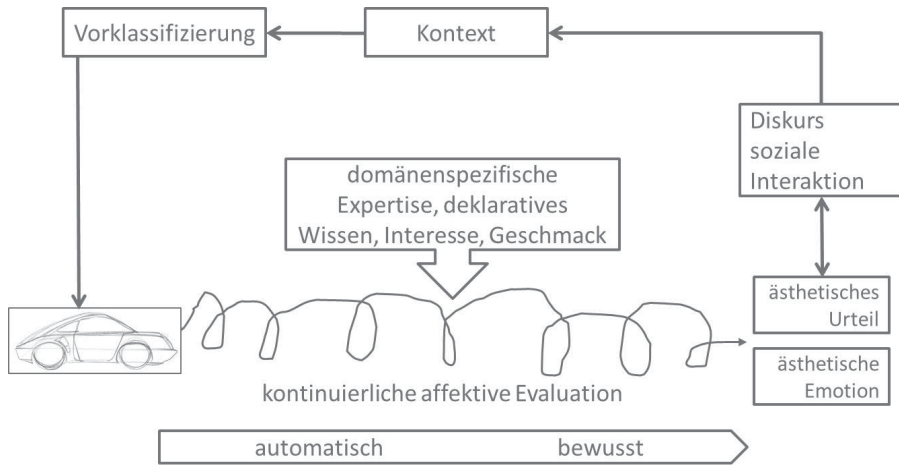 Vorklassifizierung
Kontext
Diskurs
soziale
Interaktion
domänenspezifische
Expertise, deklaratives
Wissen, Interesse, Geschmack
ästhetisches
Urteil
ästhetische
Emotion
kontinuierliche affektive Evaluation
automatisch bewusst